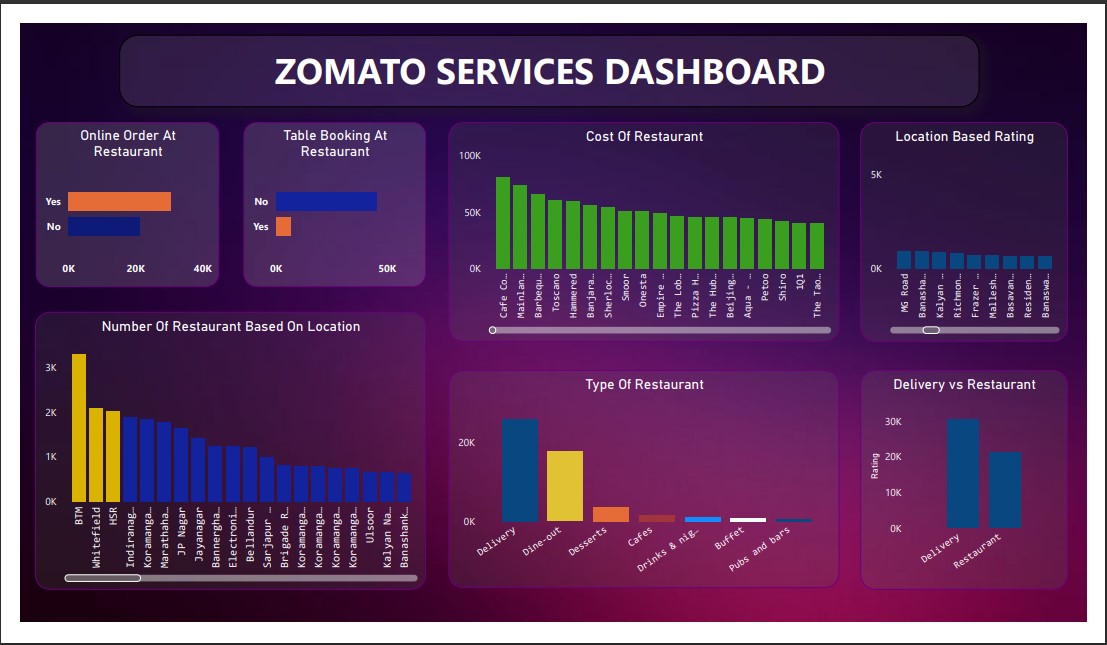 ZOMATO SERVICES DASHBOARD
Online Order At
Restaurant
Yes
No
0K 20K 40K
Table Booking At
Restaurant
No
Yes
0K 50K
Cost Of Restaurant
100K
50K
0K
Cafe Co…
Mainlan…
Barbequ…
Toscano
Hammered
Banjara…
Sherloc…
Smoor
Onesta
Empire …
The Lob…
Pizza H…
The Hub…
Beijing…
Aqua - …
Petoo
Shiro
1Q1
The Tao…
Location Based Rating
5K
0K
MG Road
Banasha…
Kalyan …
Richmon…
Frazer …
Mallesh…
Basavan…
Residen…
Banaswa…
Number Of Restaurant Based On Location
3K
2K
1K
0K
BTM
Whitefield
HSR
Indiranag…
Koramanga…
Marathaha…
JP Nagar
Jayanagar
Bannergha…
Electroni…
Bellandur
Sarjapur …
Brigade R…
Koramanga…
Koramanga…
Koramanga…
Koramanga…
Ulsoor
Kalyan Na…
Banashank…
Type Of Restaurant
20K
0K
Delivery
Dine-out
Desserts
Cafes
Drinks & nig…
Buffet
Pubs and bars
Delivery vs Restaurant
Rating
30K
20K
10K
0K
Delivery
Restaurant